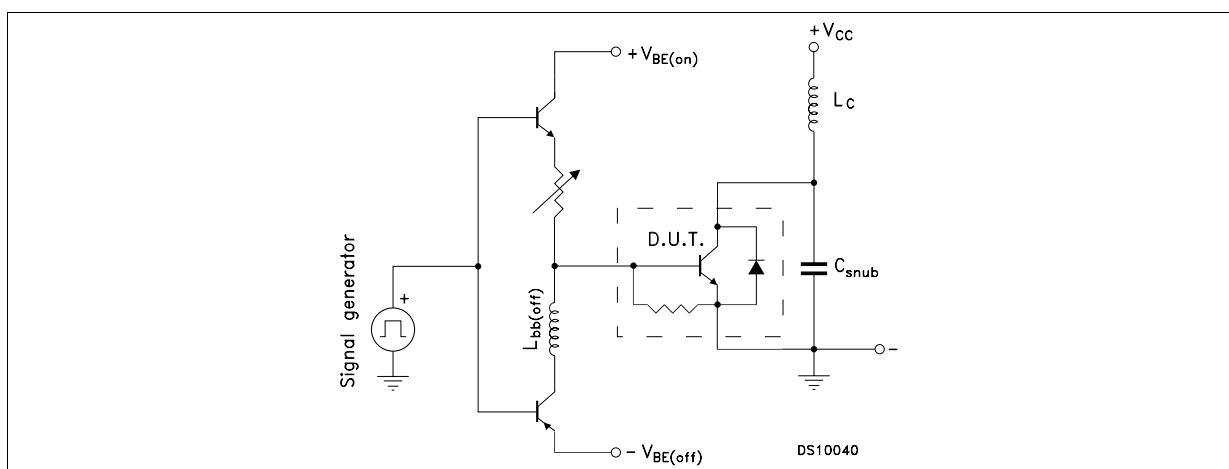 + V_CC
+ V_BE(on)
L_C
D.U.T.
C_snub
L_bb(off)
Signal generator
+
-
- V_BE(off)
DS10040